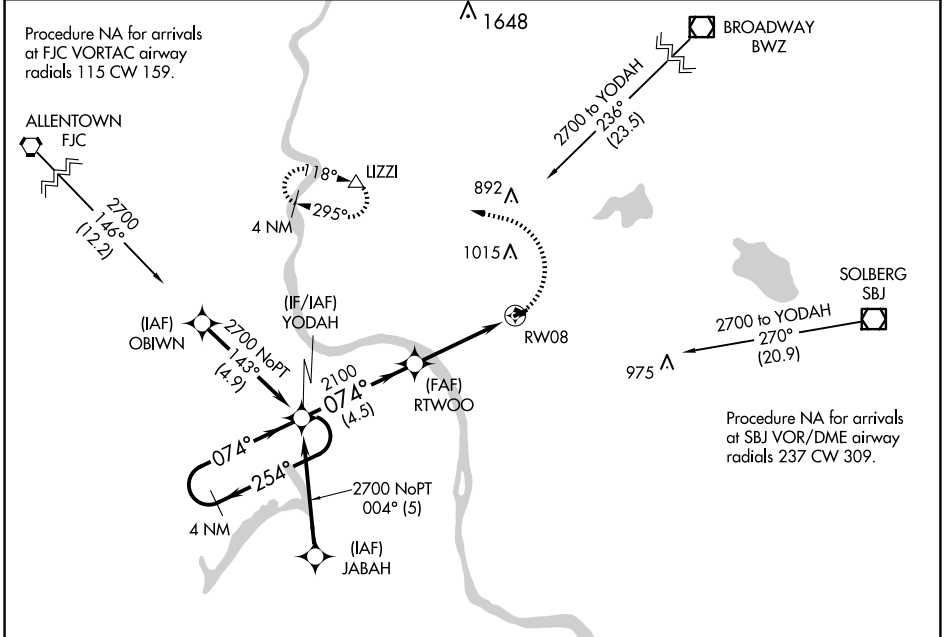 Procedure NA for arrivals
at FJC VORTAC airway
radials 115 CW 159.
1648
BROADWAY
BWZ
2700 to YODAH
236°
(23.5)
ALLENTOWN
FJC
2700
146°
(12.2)
118°
LIZZI
295°
4 NM
892
1015
SOLBERG
SBJ
2700 to YODAH
270°
(20.9)
975
(IAF)
OBIWN
2700 NoPT
143°
(4.9)
(IF/IAF)
YODAH
RW08
2100
074°
(4.5)
(FAF)
RTWOO
074°
254°
4 NM
2700 NoPT
004° (5)
(IAF)
JABAH
Procedure NA for arrivals
at SBJ VOR/DME airway
radials 237 CW 309.